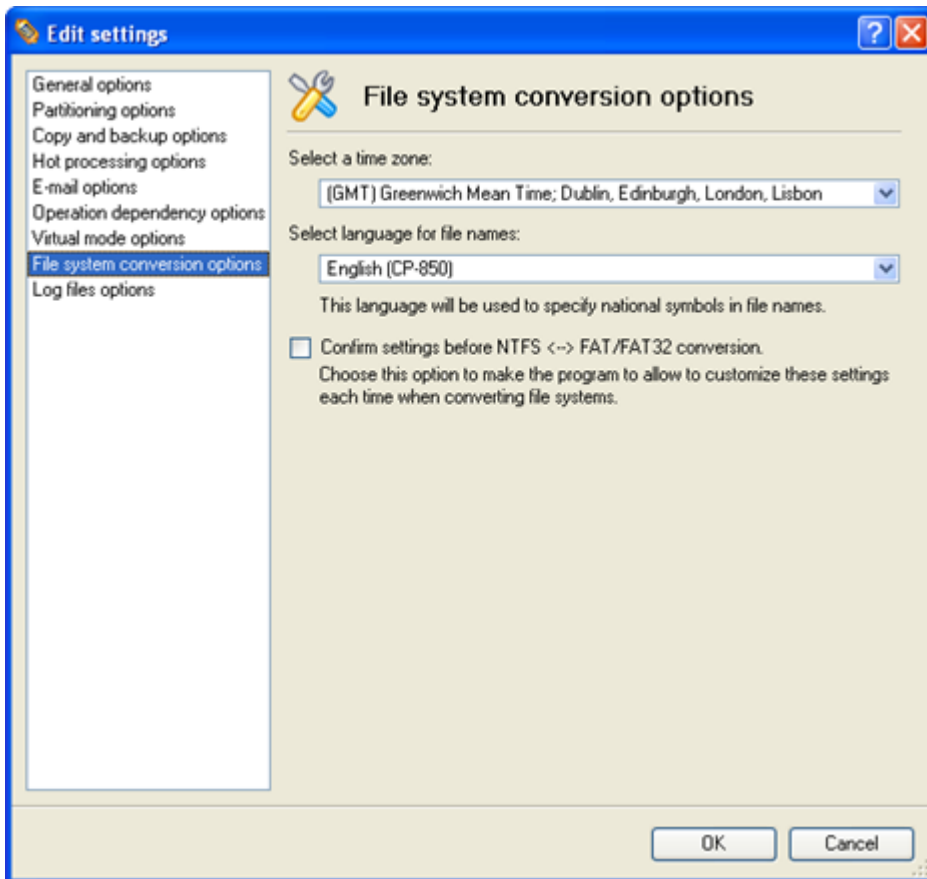 Edit settings
General options
Partitioning options
Copy and backup options
Hot processing options
E-mail options
Operation dependency options
Virtual mode options
File system conversion options
Log files options
File system conversion options
Select a time zone:
(GMT) Greenwich Mean Time; Dublin, Edinburgh, London, Lisbon
Select language for file names:
English (CP-850)
This language will be used to specify national symbols in file names.
Confirm settings before NTFS <--> FAT/FAT32 conversion.
Choose this option to make the program to allow to customize these settings
each time when converting file systems.
OK
Cancel